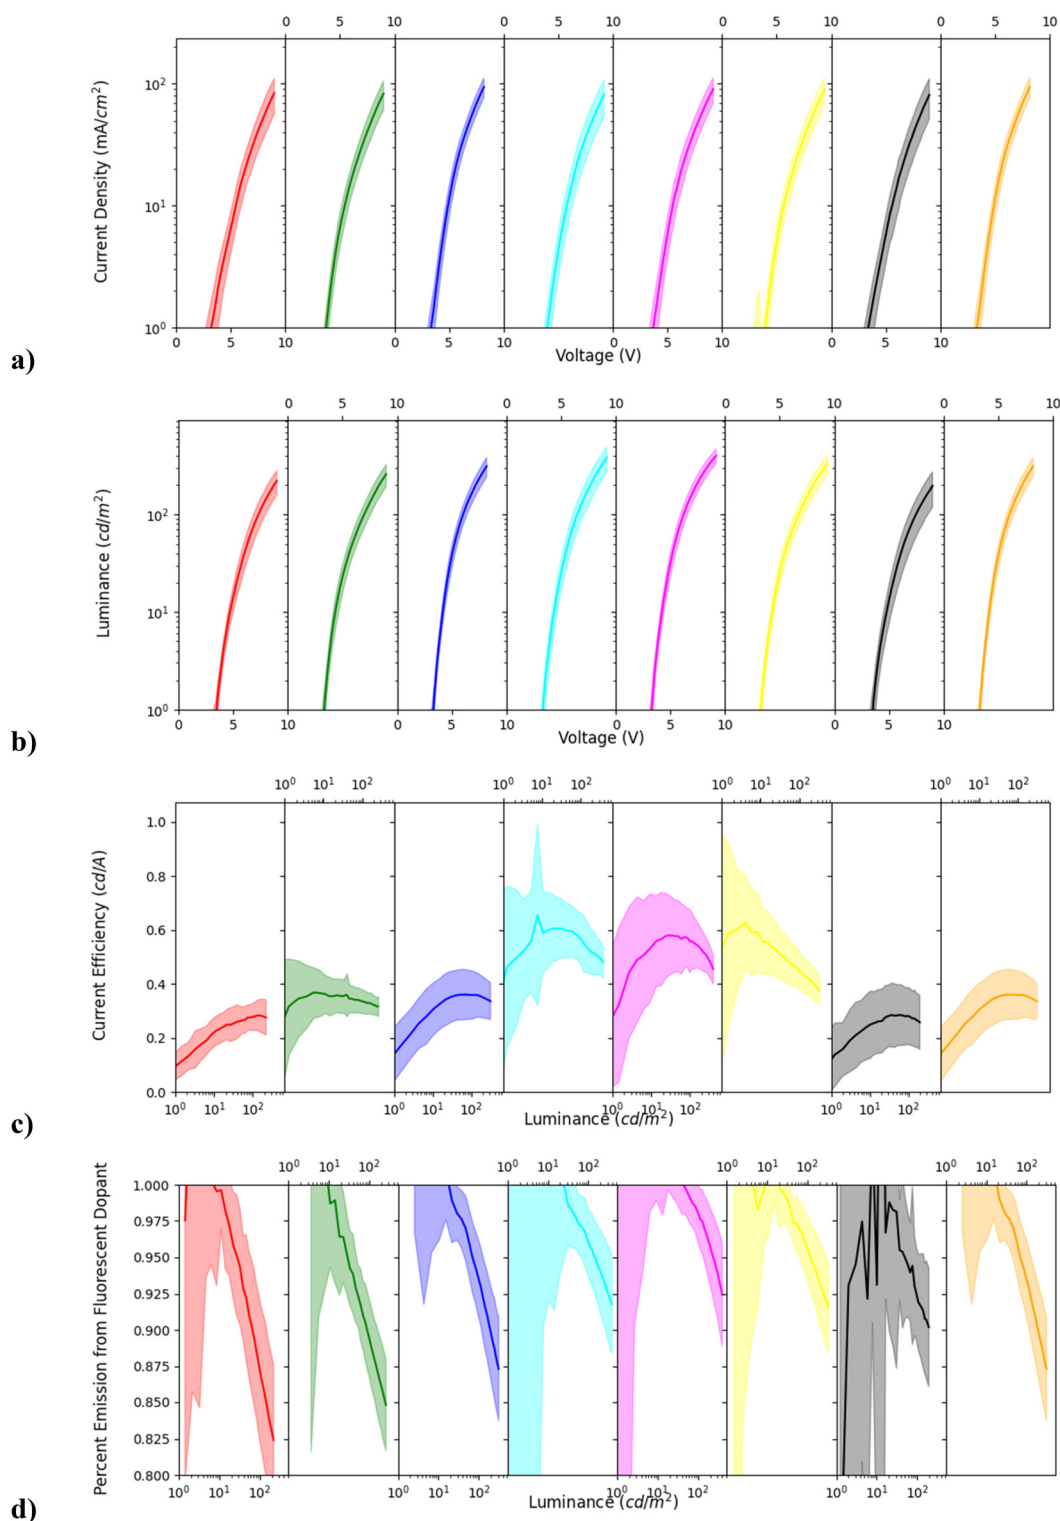 0 5 10 0 5 10 0 5 10 0 5 10
Current Density (mA/cm²)
10²
10¹
10⁰
0 5 0 5 10 0 5 10 0 5 10
Voltage (V)
a)
0 5 10 0 5 10 0 5 10 0 5 10
Luminance (cd/m²)
10²
10¹
10⁰
0 5 10 0 5 10 0 5 10 0 5 10
Voltage (V)
b)
10⁰ 10¹ 10² 10⁰ 10¹ 10² 10⁰ 10¹ 10² 10⁰ 10¹ 10²
Current Efficiency (cd/A)
1.0
0.8
0.6
0.4
0.2
0.0
10⁰ 10¹ 10² 10⁰ 10¹ 10² 10⁰ 10¹ 10² 10⁰ 10¹ 10²
Luminance (cd/m²)
c)
10⁰ 10¹ 10² 10⁰ 10¹ 10² 10⁰ 10¹ 10² 10⁰ 10¹ 10²
Percent Emission from Fluorescent Dopant
1.000
0.975
0.950
0.925
0.900
0.875
0.850
0.825
0.800
10⁰ 10¹ 10² 10⁰ 10¹ 10² 10⁰ 10¹ 10² 10⁰ 10¹ 10²
Luminance (cd/m²)
d)